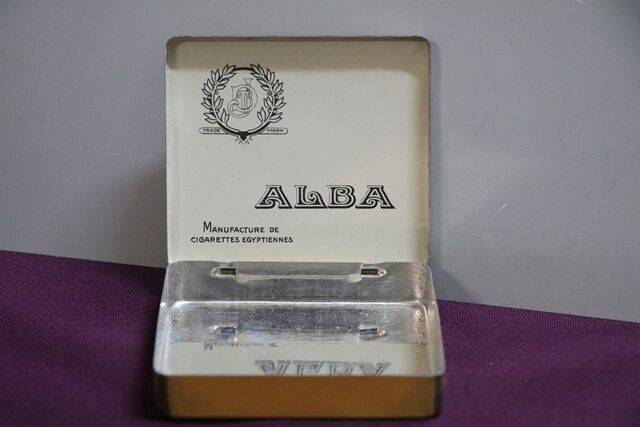 TRADE MARK
ALBA
MANUFACTURE DE
CIGARETTES EGYPTIENNES